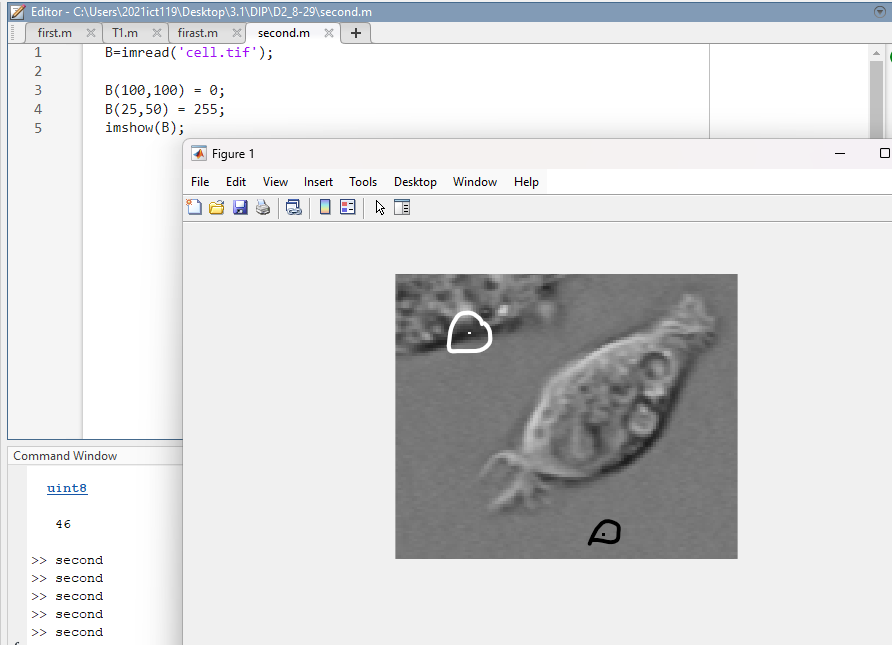 Editor - C:\Users\2021ict119\Desktop\3.1\DIP\D2_8-29\second.m
first.m T1.m firast.m second.m
1 B=imread('cell.tif');
2
3 B(100,100) = 0;
4 B(25,50) = 255;
5 imshow(B);
Figure 1
File Edit View Insert Tools Desktop Window Help
Command Window
uint8
46
>> second
>> second
>> second
>> second
>> second